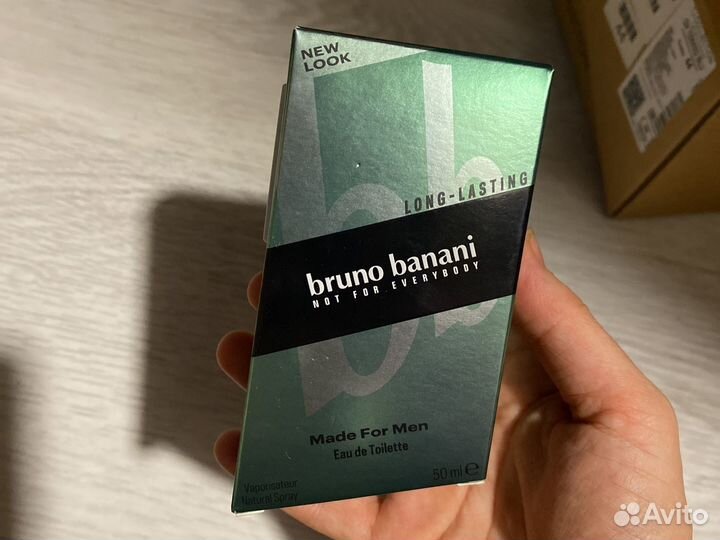 NEW
LOOK
LONG-LASTING
bruno banani
NOT FOR EVERYBODY
Made For Men
Eau de Toilette
Vaporisateur
Natural Spray
50 ml ℮
Avito